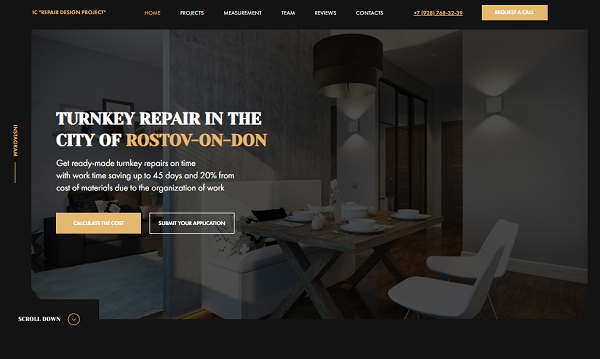 IC "REPAIR DESIGN PROJECT"
HOME
PROJECTS
MEASUREMENT
TEAM
REVIEWS
CONTACTS
+7 (928) 768-32-39
REQUEST A CALL
INSTAGRAM
TURNKEY REPAIR IN THE
CITY OF ROSTOV-ON-DON
Get ready-made turnkey repairs on time
with work time saving up to 45 days and 20% from
cost of materials due to the organization of work
CALCULATE THE COST
SUBMIT YOUR APPLICATION
SCROLL DOWN